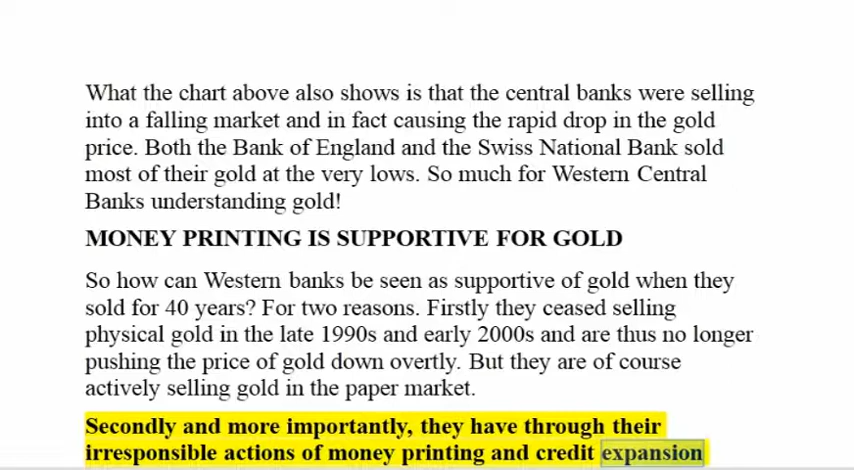 What the chart above also shows is that the central banks were selling
into a falling market and in fact causing the rapid drop in the gold
price. Both the Bank of England and the Swiss National Bank sold
most of their gold at the very lows. So much for Western Central
Banks understanding gold!
MONEY PRINTING IS SUPPORTIVE FOR GOLD
So how can Western banks be seen as supportive of gold when they
sold for 40 years? For two reasons. Firstly they ceased selling
physical gold in the late 1990s and early 2000s and are thus no longer
pushing the price of gold down overtly. But they are of course
actively selling gold in the paper market.
Secondly and more importantly, they have through their
irresponsible actions of money printing and credit expansion